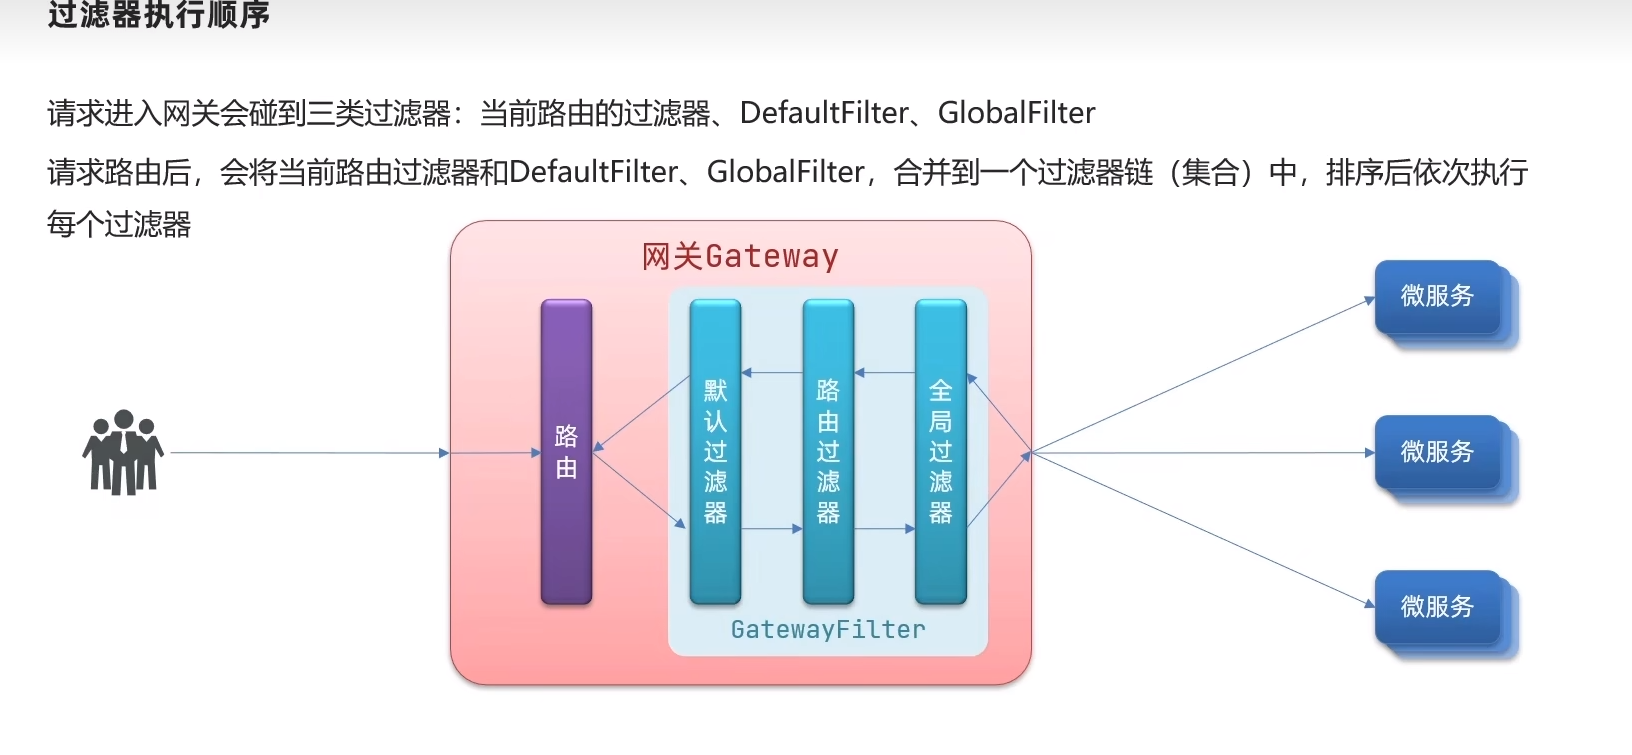 过滤器执行顺序
请求进入网关会碰到三类过滤器：当前路由的过滤器、DefaultFilter、GlobalFilter
请求路由后，会将当前路由过滤器和DefaultFilter、GlobalFilter，合并到一个过滤器链（集合）中，排序后依次执行
每个过滤器
网关Gateway
路由
默认过滤器
路由过滤器
全局过滤器
GatewayFilter
微服务
微服务
微服务